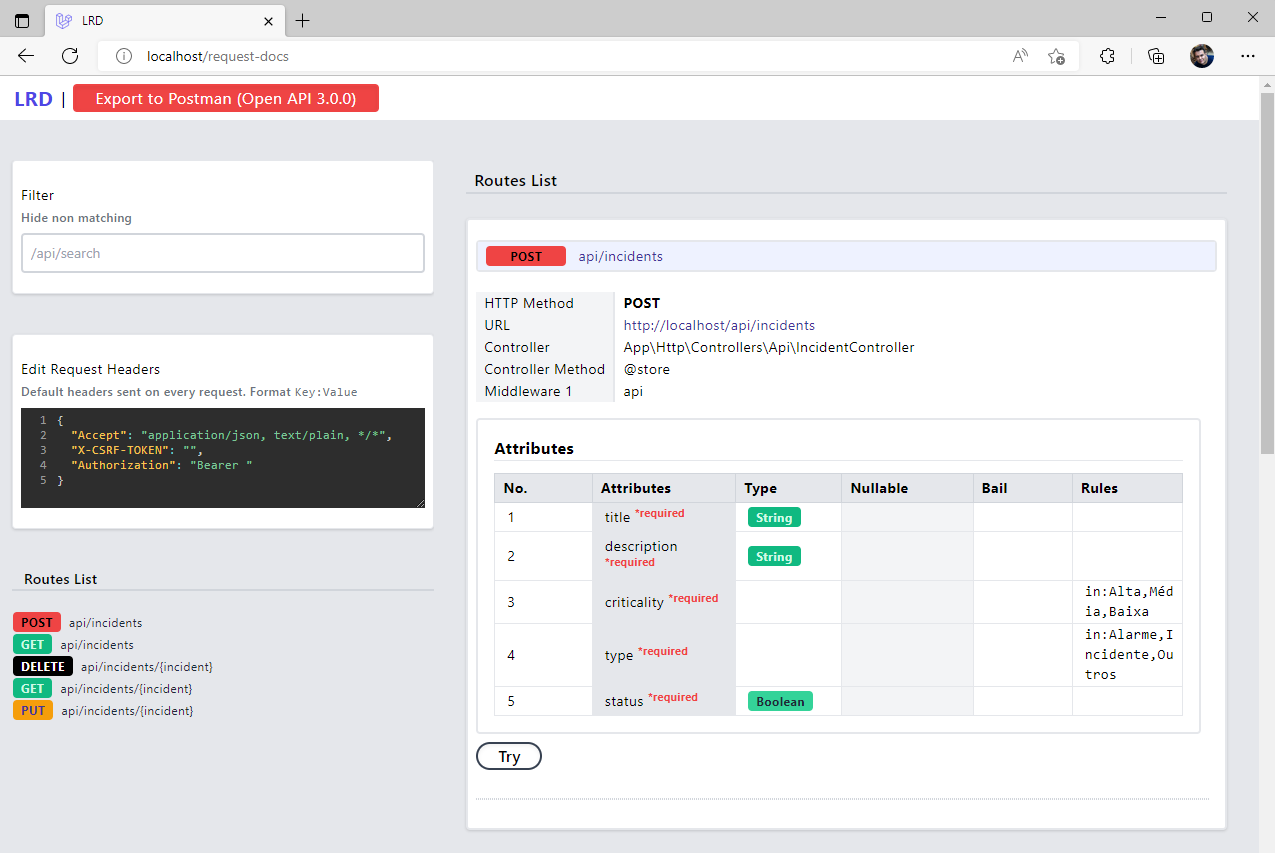 LRD
localhost/request-docs
LRD | Export to Postman (Open API 3.0.0)
Filter
Hide non matching
/api/search
Edit Request Headers
Default headers sent on every request. Format Key:Value
1 {
2 "Accept": "application/json, text/plain, */*",
3 "X-CSRF-TOKEN": "",
4 "Authorization": "Bearer "
5 }
Routes List
POST api/incidents
GET api/incidents
DELETE api/incidents/{incident}
GET api/incidents/{incident}
PUT api/incidents/{incident}
Routes List
POST api/incidents
HTTP Method POST
URL http://localhost/api/incidents
Controller App\Http\Controllers\Api\IncidentController
Controller Method @store
Middleware 1 api
Attributes
No. Attributes Type Nullable Bail Rules
1 title *required String
2 description *required String
3 criticality *required in:Alta,Méd
ia,Baixa
4 type *required in:Alarme,I
ncidente,Ou
tros
5 status *required Boolean
Try